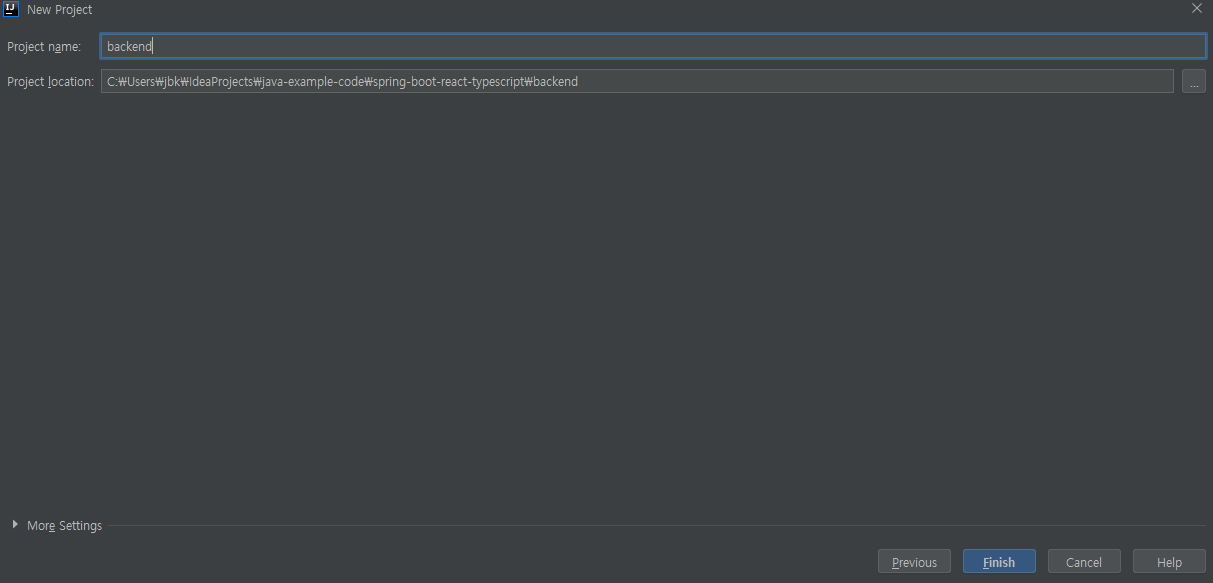 IJ New Project
Project name: backend
Project location: C:₩Users₩jbk₩IdeaProjects₩java-example-code₩spring-boot-react-typescript₩backend ...
More Settings
Previous Finish Cancel Help